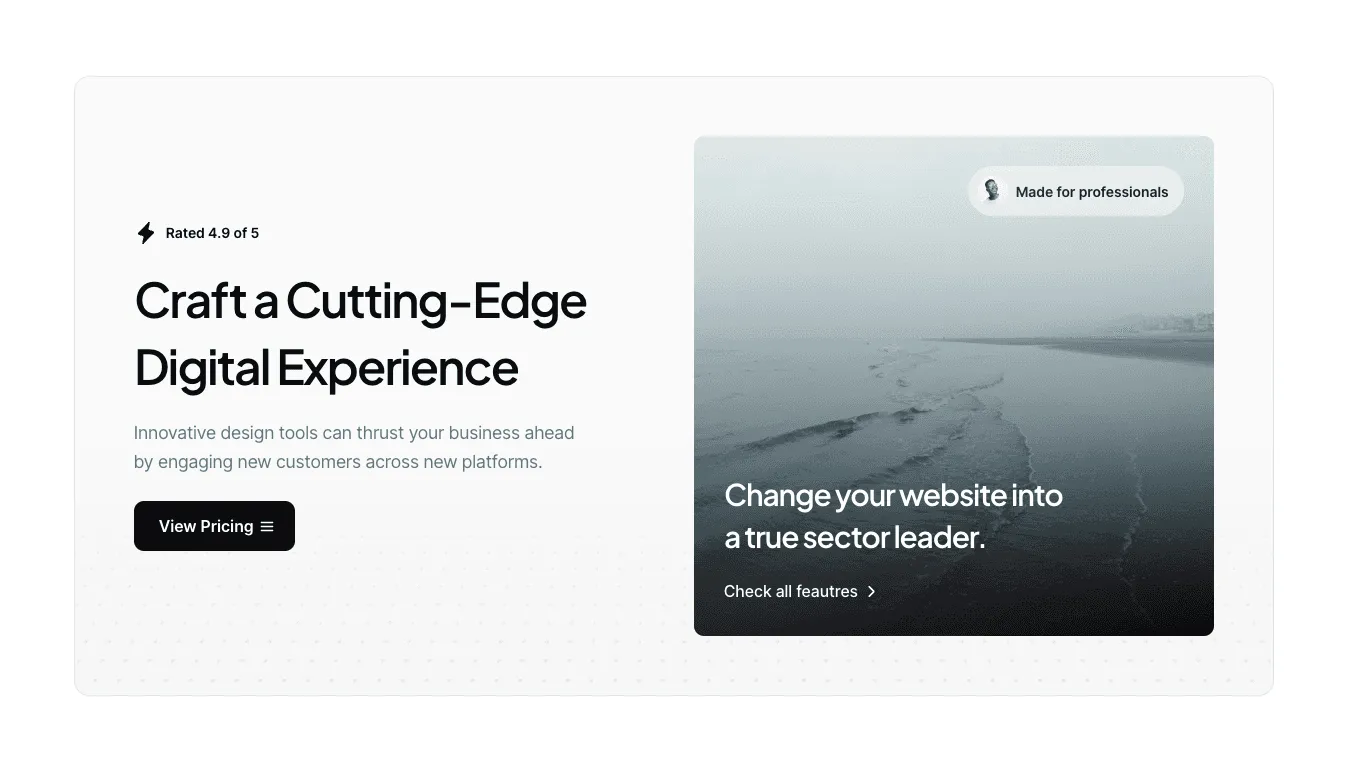 Rated 4.9 of 5
Craft a Cutting-Edge
Digital Experience
Innovative design tools can thrust your business ahead
by engaging new customers across new platforms.
View Pricing
Made for professionals
Change your website into
a true sector leader.
Check all feautres